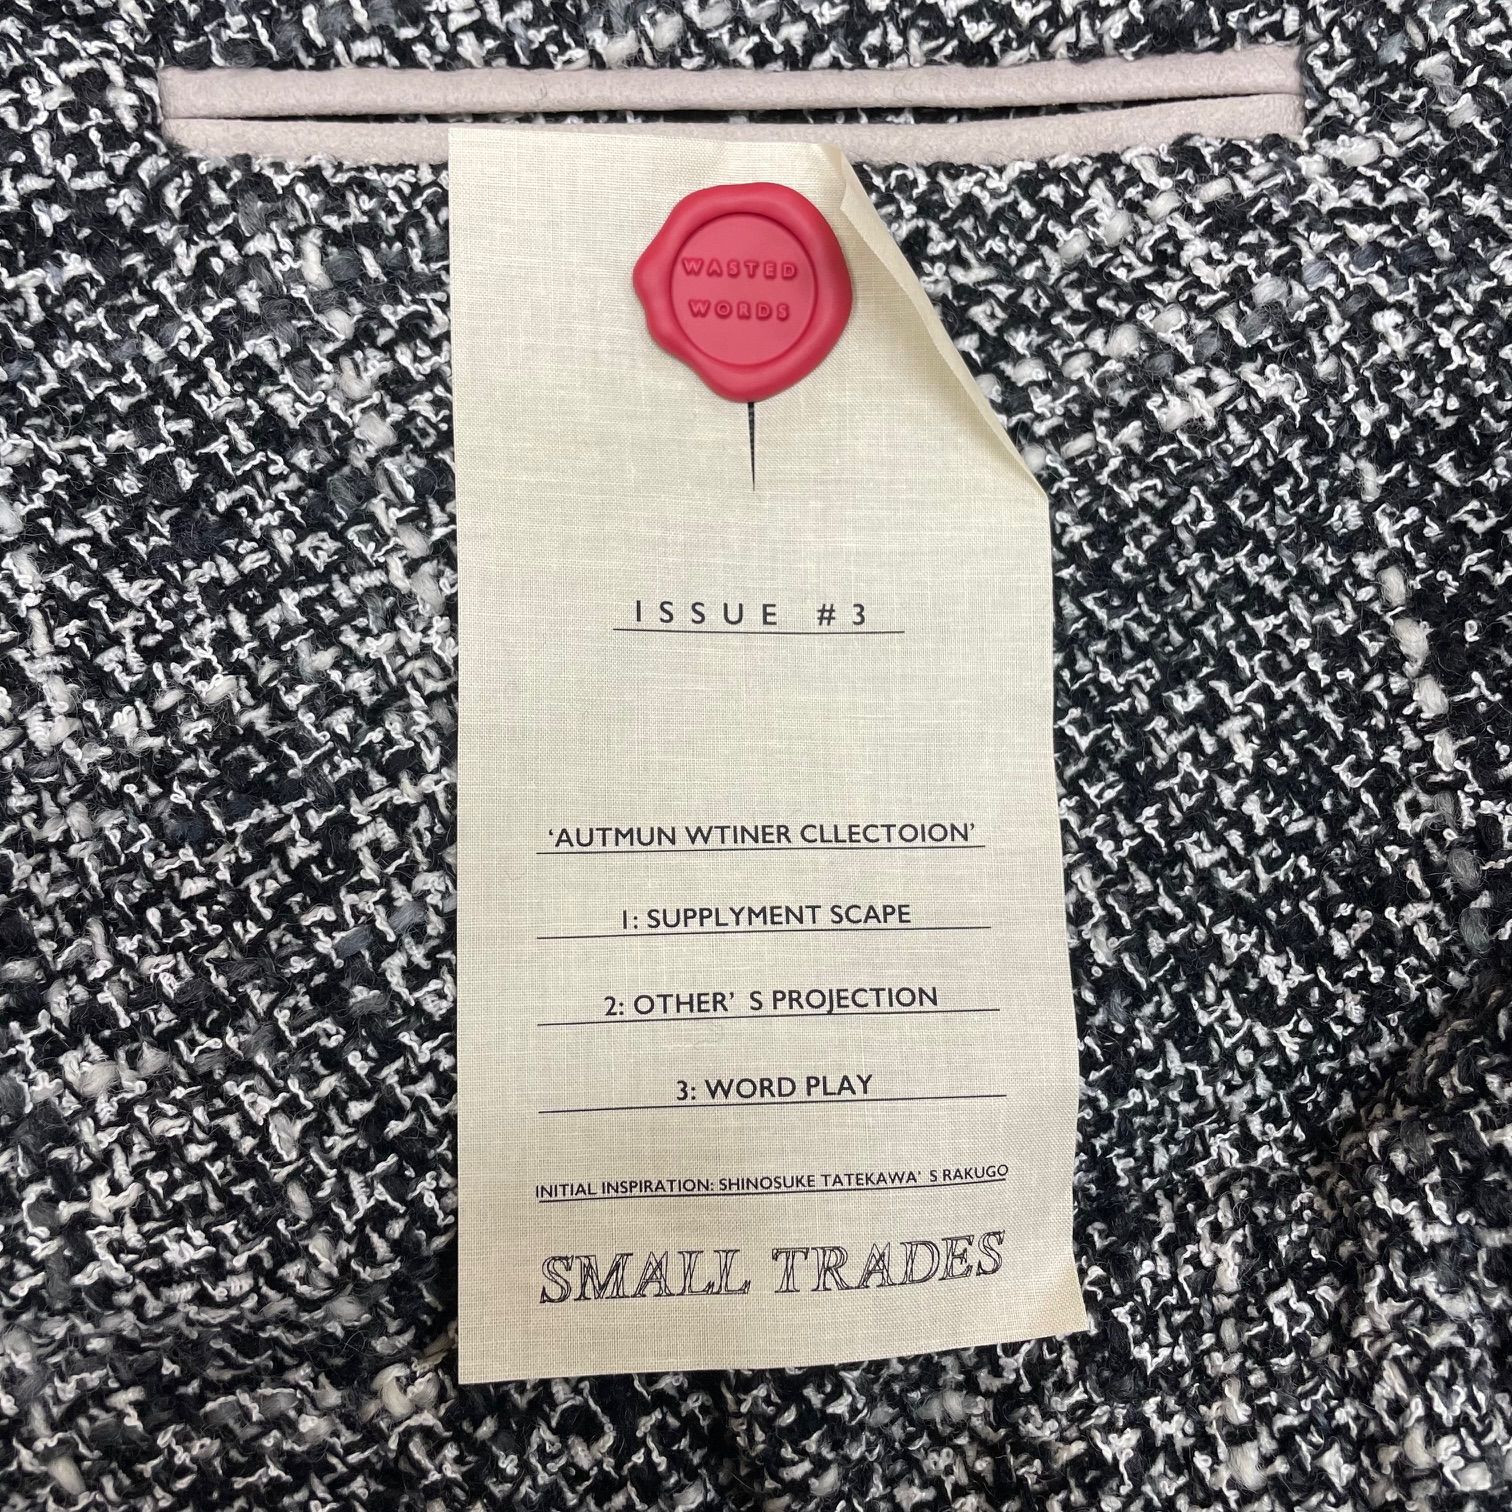 WASTED
WORDS
ISSUE #3
‘AUTMUN WTINER CLLECTOION’
1: SUPPLYMENT SCAPE
2: OTHER’ S PROJECTION
3: WORD PLAY
INITIAL INSPIRATION: SHINOSUKE TATEKAWA’ S RAKUGO
SMALL TRADES